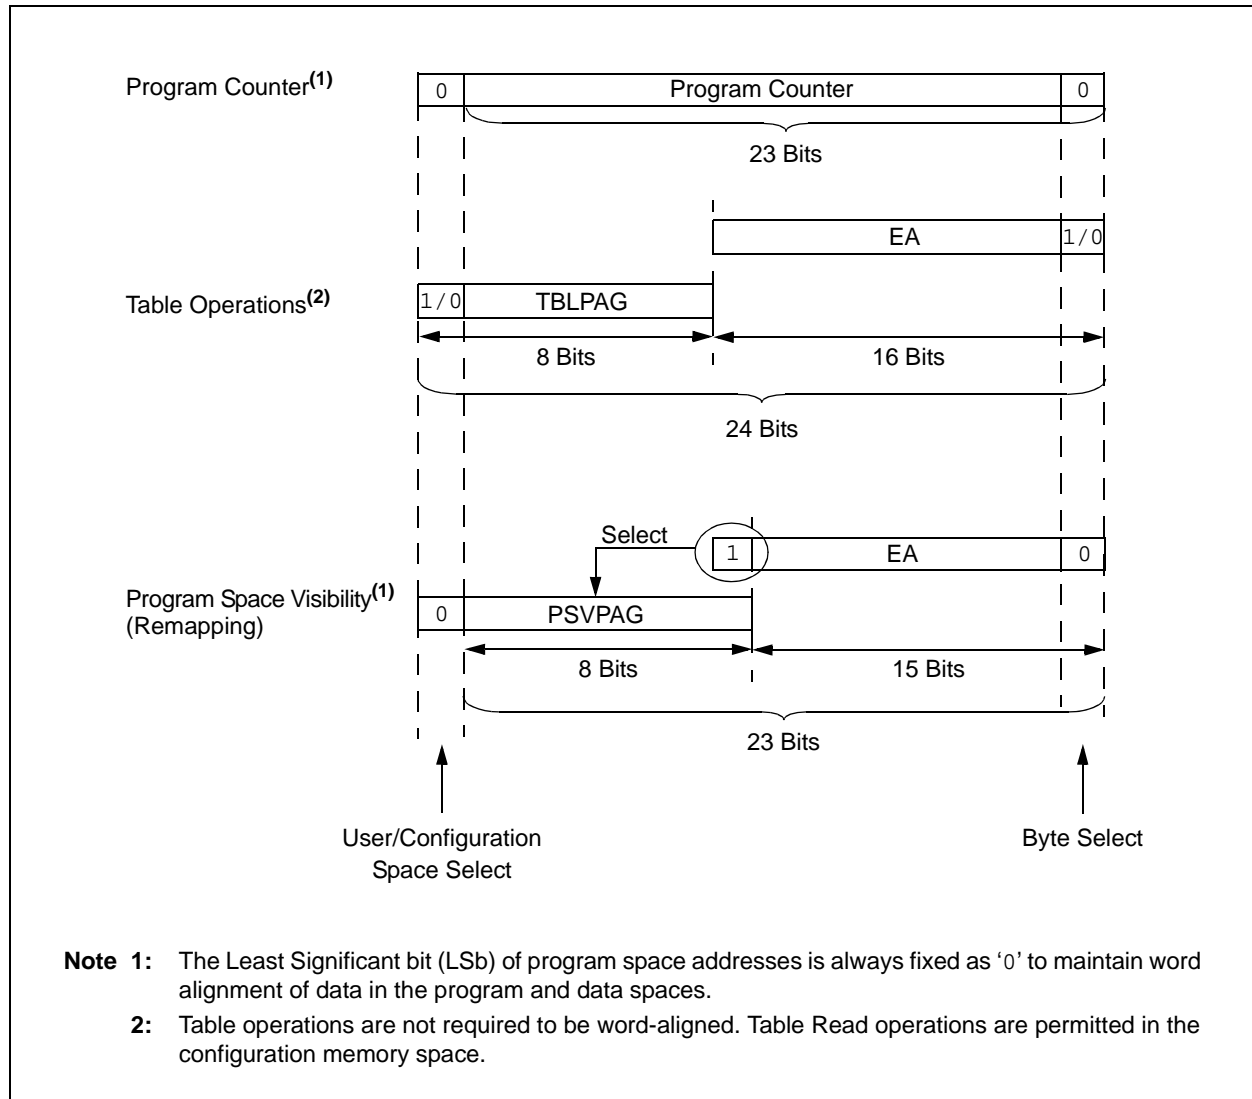 Program Counter(1)
0
Program Counter
0
23 Bits
EA
1/0
Table Operations(2)
1/0
TBLPAG
8 Bits
16 Bits
24 Bits
Select
1
EA
0
Program Space Visibility(1)
(Remapping)
0
PSVPAG
8 Bits
15 Bits
23 Bits
User/Configuration
Space Select
Byte Select
Note 1: The Least Significant bit (LSb) of program space addresses is always fixed as ‘0’ to maintain word
alignment of data in the program and data spaces.
2: Table operations are not required to be word-aligned. Table Read operations are permitted in the
configuration memory space.